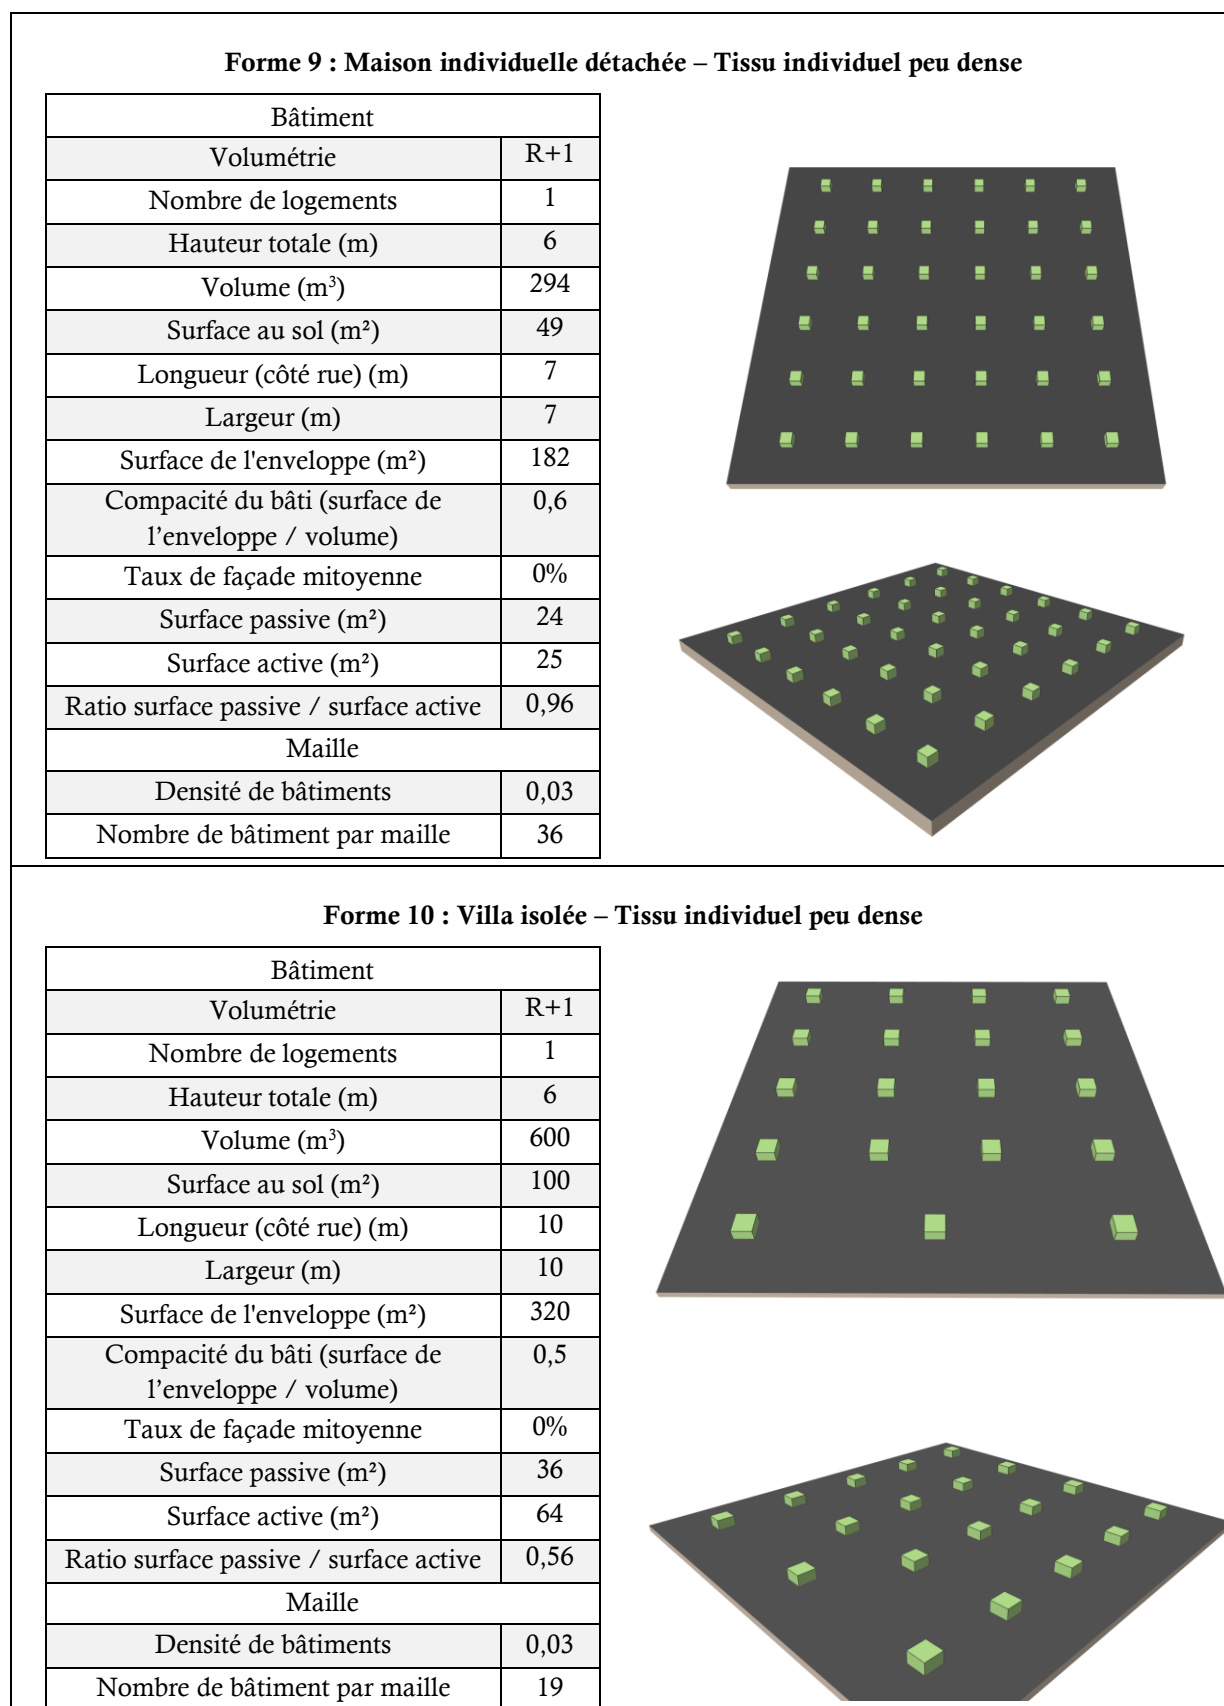 Forme 9 : Maison individuelle détachée – Tissu individuel peu dense
Bâtiment
Volumétrie R+1
Nombre de logements 1
Hauteur totale (m) 6
Volume (m³) 294
Surface au sol (m²) 49
Longueur (côté rue) (m) 7
Largeur (m) 7
Surface de l'enveloppe (m²) 182
Compacité du bâti (surface de 0,6
l’enveloppe / volume)
Taux de façade mitoyenne 0%
Surface passive (m²) 24
Surface active (m²) 25
Ratio surface passive / surface active 0,96
Maille
Densité de bâtiments 0,03
Nombre de bâtiment par maille 36
Forme 10 : Villa isolée – Tissu individuel peu dense
Bâtiment
Volumétrie R+1
Nombre de logements 1
Hauteur totale (m) 6
Volume (m³) 600
Surface au sol (m²) 100
Longueur (côté rue) (m) 10
Largeur (m) 10
Surface de l'enveloppe (m²) 320
Compacité du bâti (surface de 0,5
l’enveloppe / volume)
Taux de façade mitoyenne 0%
Surface passive (m²) 36
Surface active (m²) 64
Ratio surface passive / surface active 0,56
Maille
Densité de bâtiments 0,03
Nombre de bâtiment par maille 19